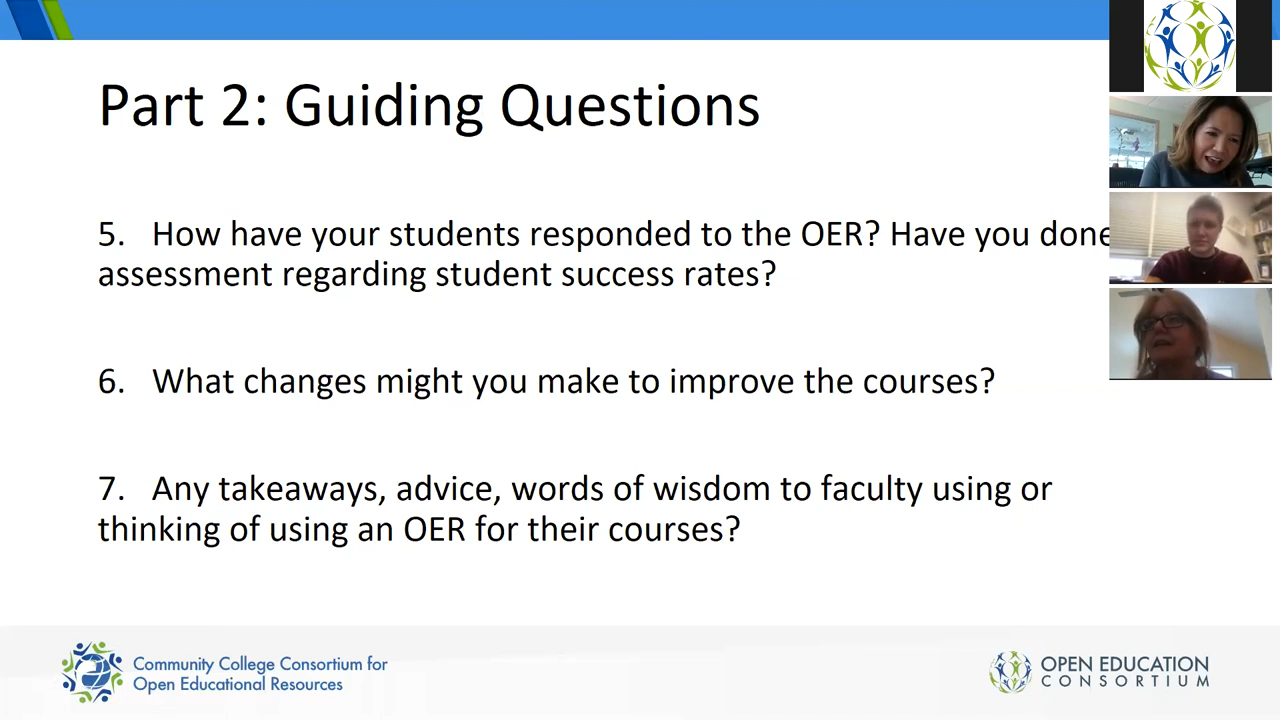 Part 2: Guiding Questions
5. How have your students responded to the OER? Have you done
assessment regarding student success rates?
6. What changes might you make to improve the courses?
7. Any takeaways, advice, words of wisdom to faculty using or
thinking of using an OER for their courses?
Community College Consortium for
Open Educational Resources
OPEN EDUCATION
CONSORTIUM